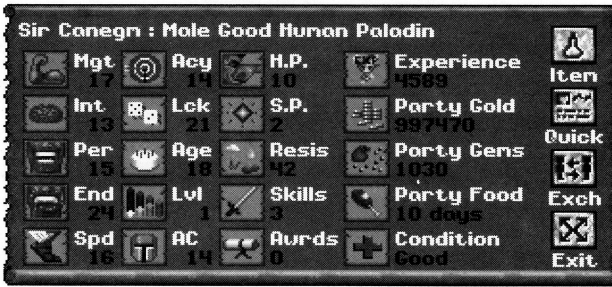 Sir Canegm : Male Good Human Paladin
Mgt 17 Acy 14 H.P. 10 Experience 4589
Item
Int 13 Lck 21 S.P. 2 Party Gold 997470
Quick
Per 15 Age 18 Resis 42 Party Gems 1030
Exch
End 24 Lvl 1 Skills 3 Party Food 10 days
Spd 16 AC 14 Awrds 0 Condition Good
Exit